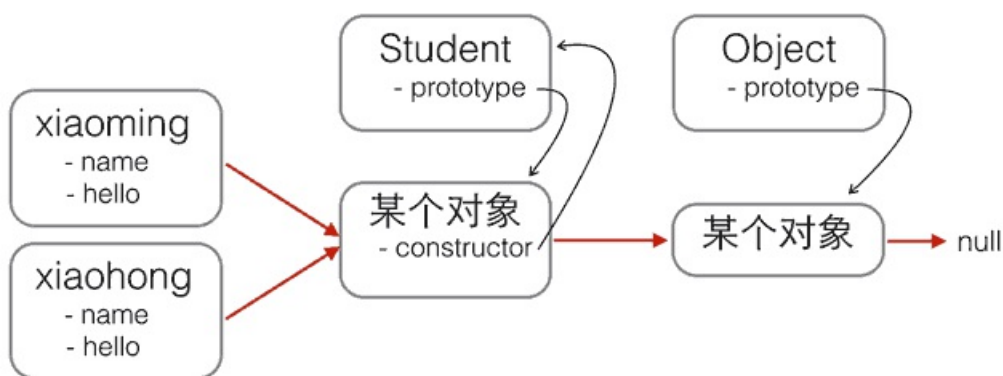 xiaoming
- name
- hello
xiaohong
- name
- hello
Student
- prototype
某个对象
- constructor
Object
- prototype
某个对象
null